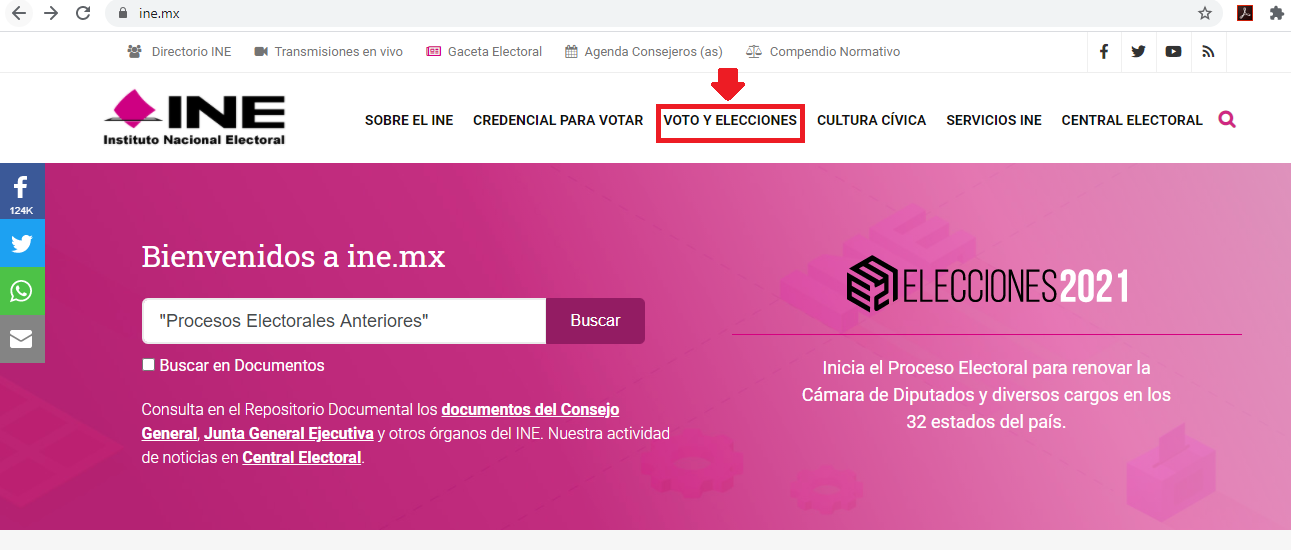 ine.mx
Directorio INE Transmisiones en vivo Gaceta Electoral Agenda Consejeros (as) Compendio Normativo
INE
Instituto Nacional Electoral
SOBRE EL INE CREDENCIAL PARA VOTAR VOTO Y ELECCIONES CULTURA CÍVICA SERVICIOS INE CENTRAL ELECTORAL
124K
Bienvenidos a ine.mx
"Procesos Electorales Anteriores" Buscar
Buscar en Documentos
Consulta en el Repositorio Documental los documentos del Consejo
General, Junta General Ejecutiva y otros órganos del INE. Nuestra actividad
de noticias en Central Electoral.
ELECCIONES2021
Inicia el Proceso Electoral para renovar la
Cámara de Diputados y diversos cargos en los
32 estados del país.